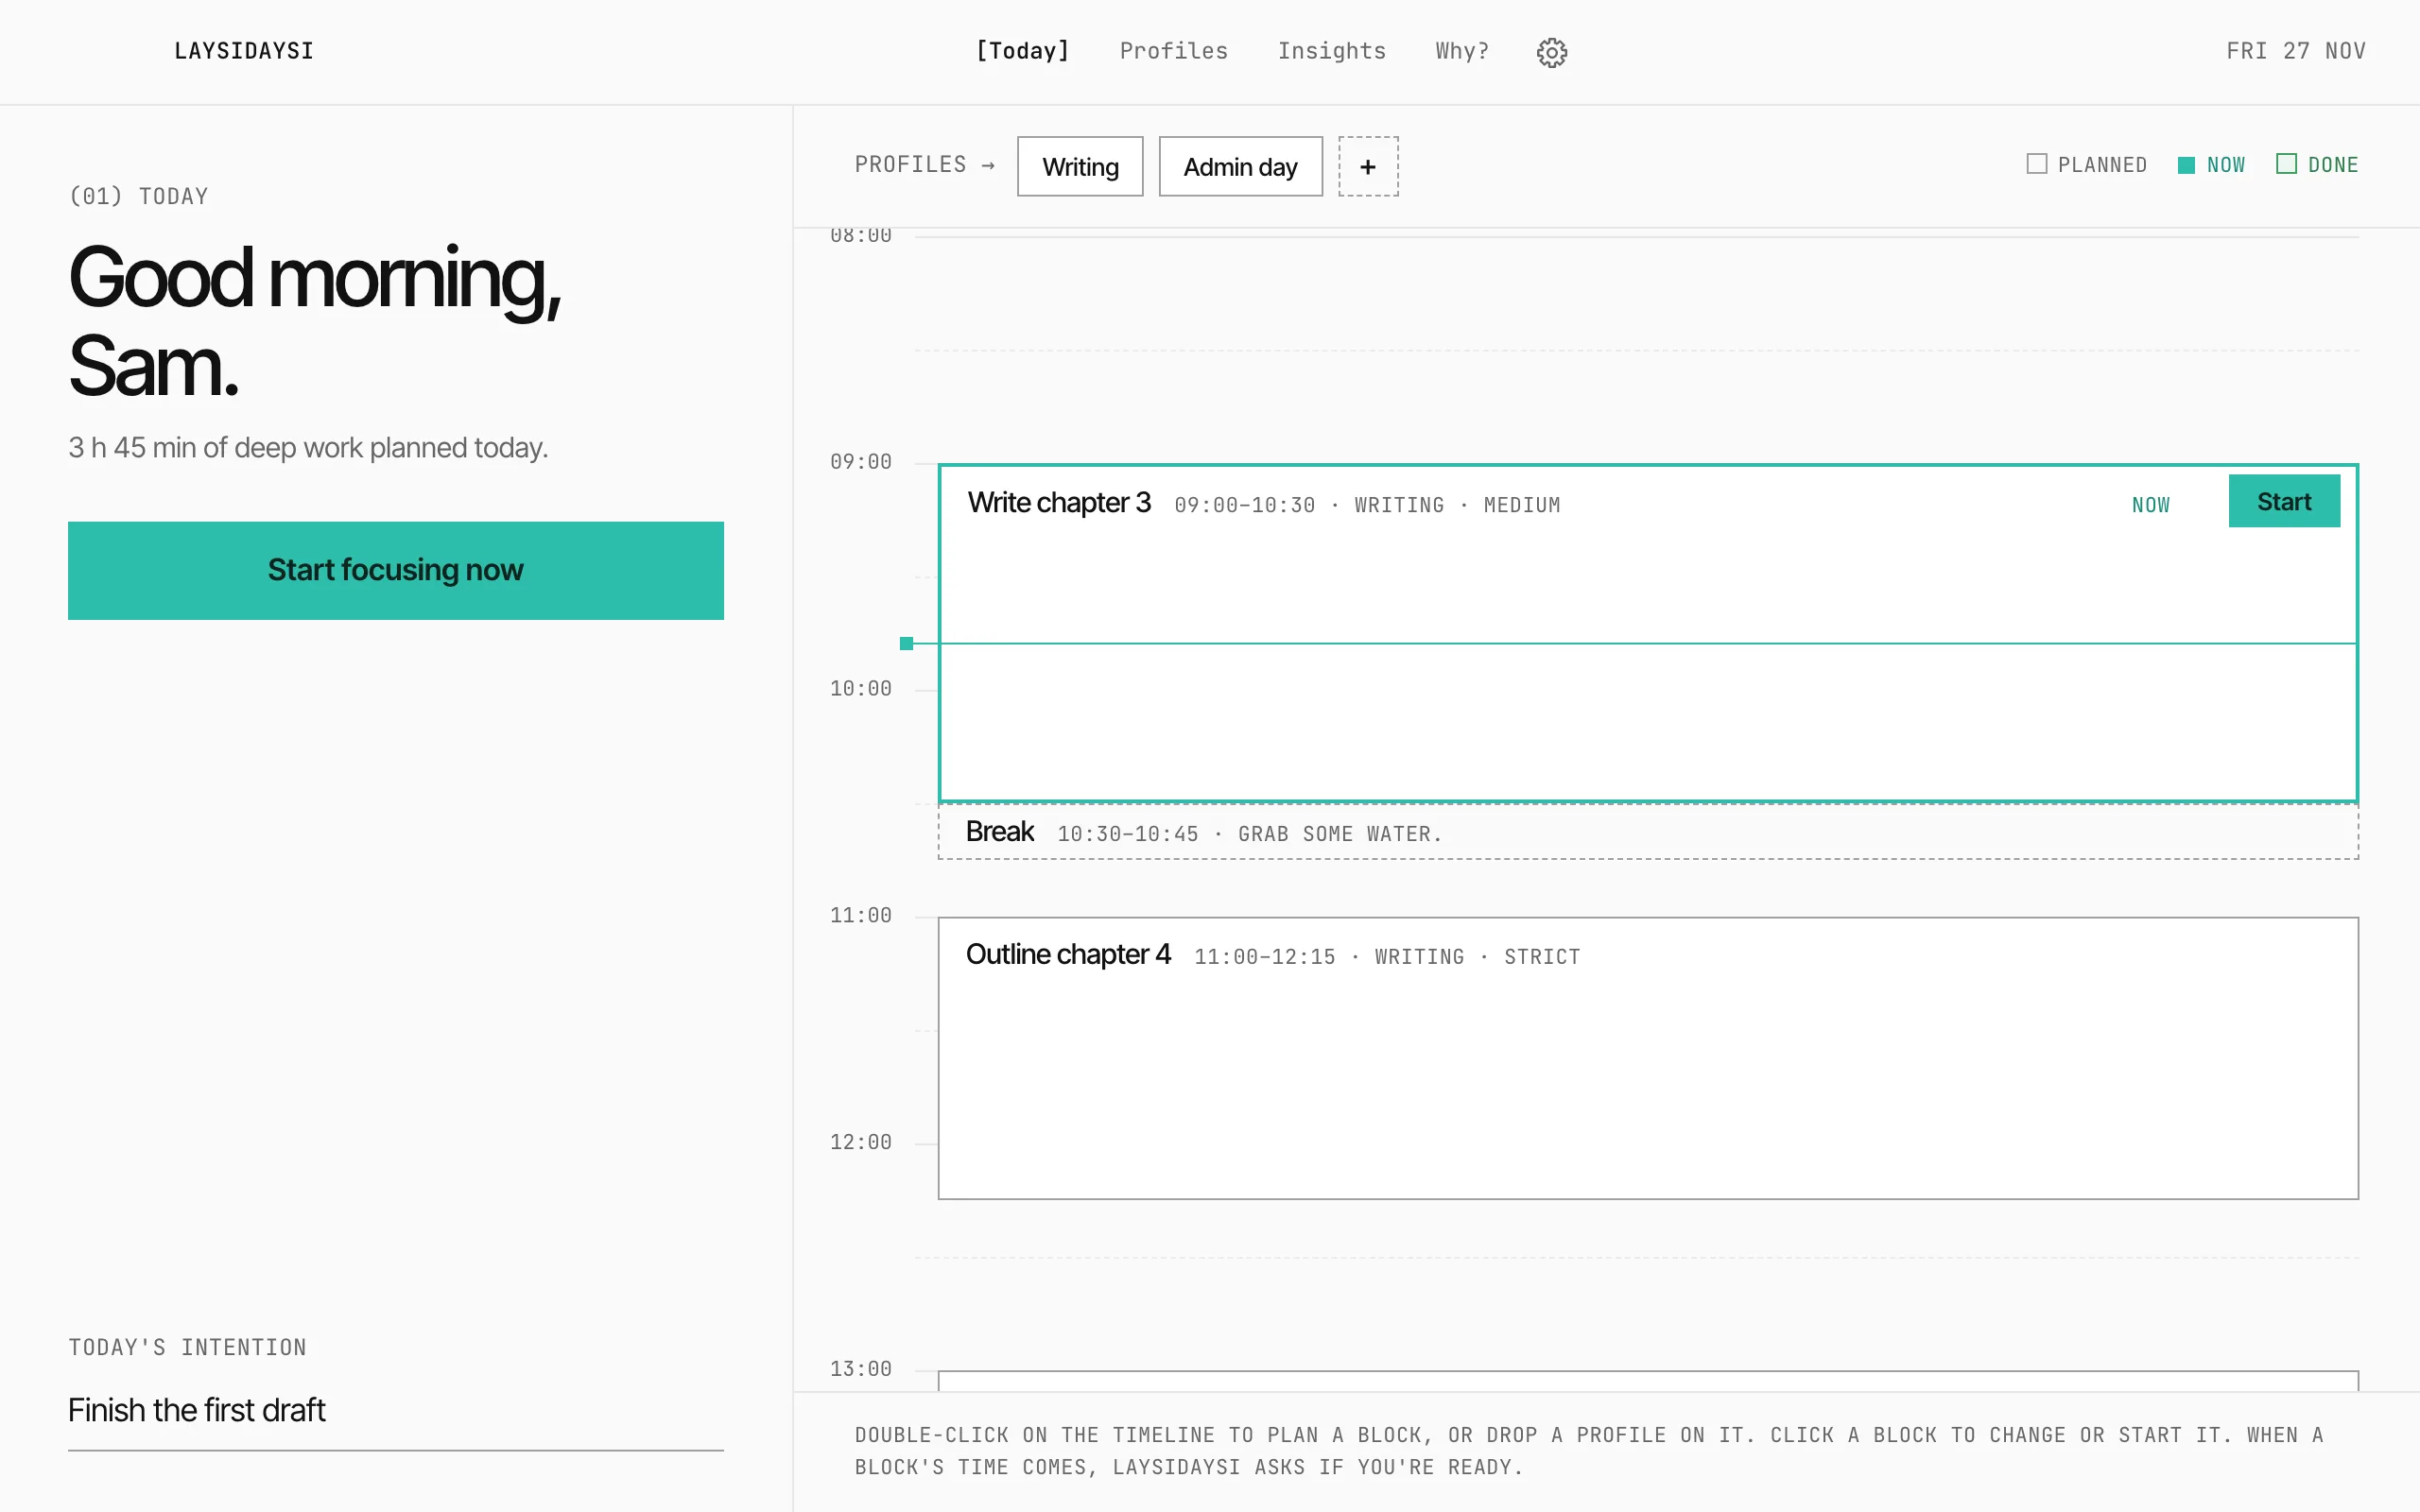 LAYSIDAYSI
[Today] Profiles Insights Why?
FRI 27 NOV
(01) TODAY
Good morning,
Sam.
3 h 45 min of deep work planned today.
Start focusing now
TODAY'S INTENTION
Finish the first draft
PROFILES → Writing Admin day +
PLANNED NOW DONE
08:00
09:00
Write chapter 3 09:00–10:30 · WRITING · MEDIUM NOW Start
10:00
Break 10:30–10:45 · GRAB SOME WATER.
11:00
Outline chapter 4 11:00–12:15 · WRITING · STRICT
12:00
13:00
DOUBLE-CLICK ON THE TIMELINE TO PLAN A BLOCK, OR DROP A PROFILE ON IT. CLICK A BLOCK TO CHANGE OR START IT. WHEN A
BLOCK'S TIME COMES, LAYSIDAYSI ASKS IF YOU'RE READY.